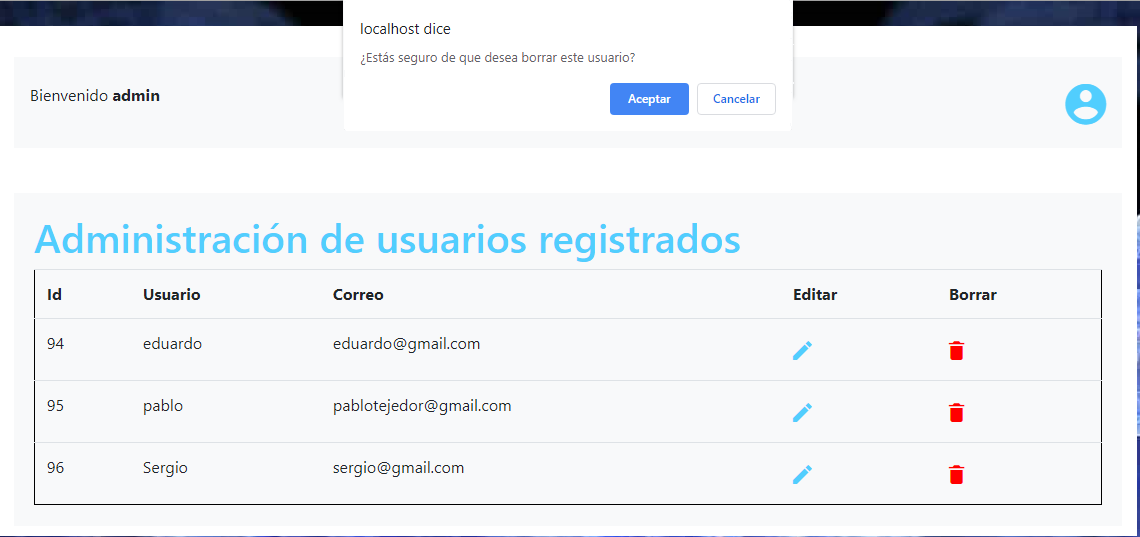 localhost dice
¿Estás seguro de que desea borrar este usuario?
Aceptar Cancelar
Bienvenido admin
Administración de usuarios registrados
Id Usuario Correo Editar Borrar
94 eduardo eduardo@gmail.com
95 pablo pablotejedor@gmail.com
96 Sergio sergio@gmail.com